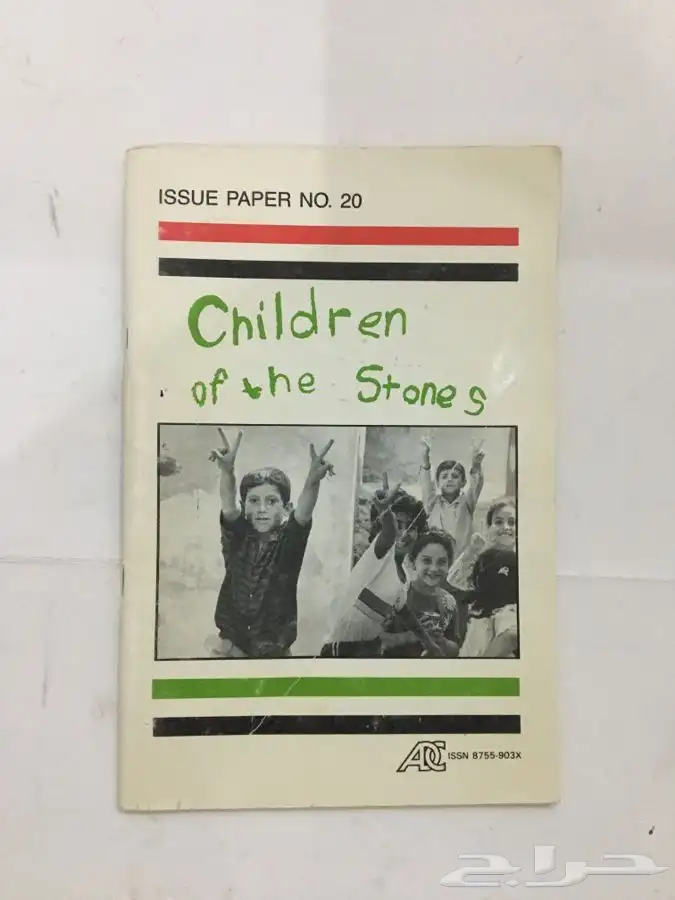 ISSUE PAPER NO. 20
Children
of the Stones
ADC ISSN 8755-903X
حراج